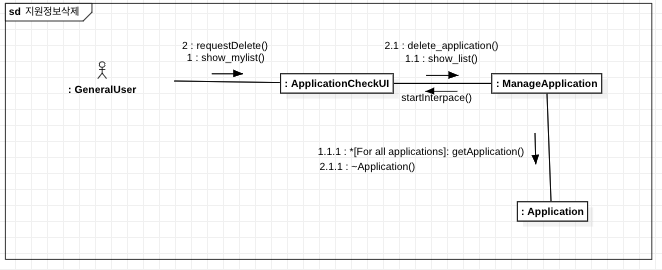 sd 지원정보삭제
2 : requestDelete()
1 : show_mylist()
2.1 : delete_application()
1.1 : show_list()
: GeneralUser
: ApplicationCheckUI
: ManageApplication
startInterpace()
1.1.1 : *[For all applications]: getApplication()
2.1.1 : ~Application()
: Application